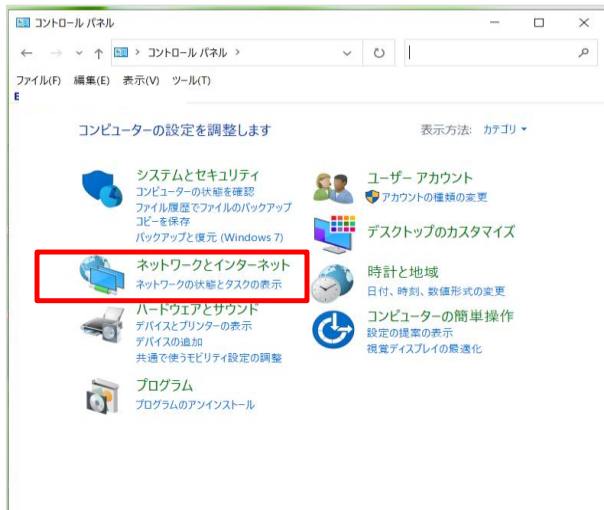 コントロール パネル
コントロール パネル
ファイル(F) 編集(E) 表示(V) ツール(T)
E
コンピューターの設定を調整します
表示方法: カテゴリ
システムとセキュリティ
コンピューターの状態を確認
ファイル履歴でファイルのバックアップ
コピーを保存
バックアップと復元 (Windows 7)
ネットワークとインターネット
ネットワークの状態とタスクの表示
ハードウェアとサウンド
デバイスとプリンターの表示
デバイスの追加
共通で使うモビリティ設定の調整
プログラム
プログラムのアンインストール
ユーザー アカウント
アカウントの種類の変更
デスクトップのカスタマイズ
時計と地域
日付、時刻、数値形式の変更
コンピューターの簡単操作
設定の提案の表示
視覚ディスプレイの最適化